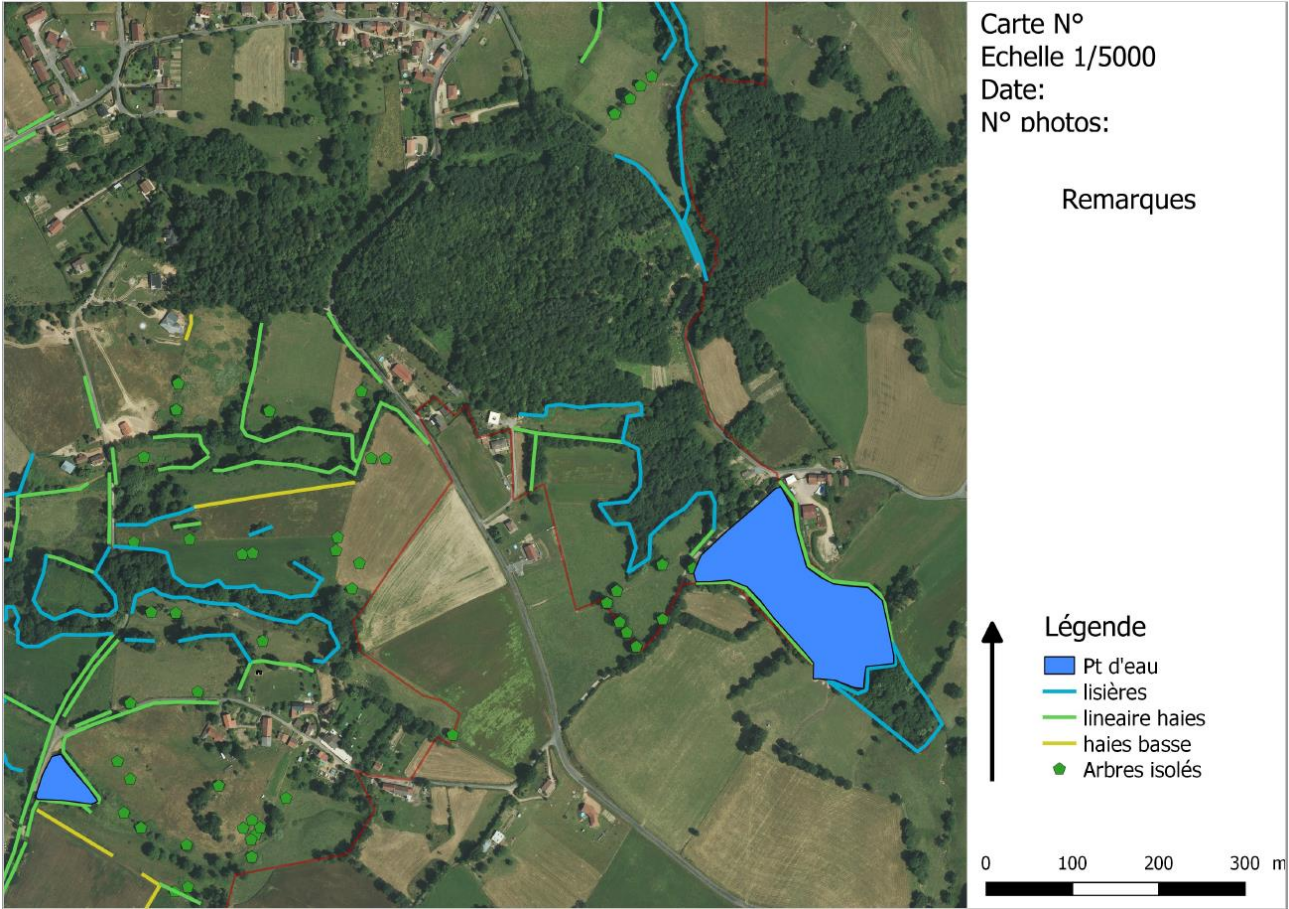 Carte N°
Echelle 1/5000
Date:
N° photos:
Remarques
Légende
Pt d'eau
lisières
lineaire haies
haies basse
Arbres isolés
0 100 200 300 m